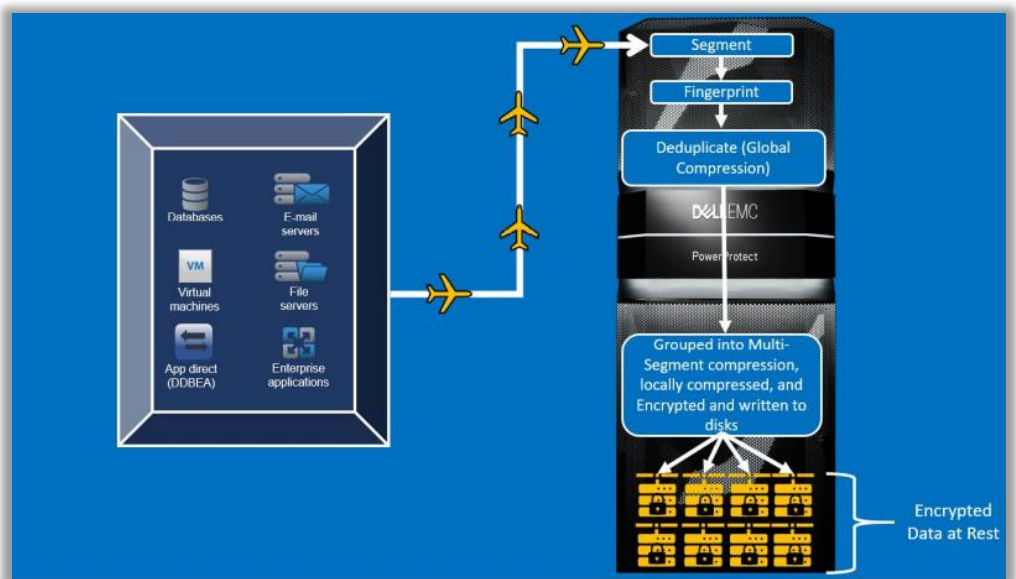 Segment
Fingerprint
Deduplicate (Global
Compression)
DELLEMC
PowerProtect
Databases
E-mail
servers
VM
Virtual
machines
File
servers
App direct
(DDBEA)
Enterprise
applications
Grouped into Multi-
Segment compression,
locally compressed, and
Encrypted and written to
disks
Encrypted
Data at Rest